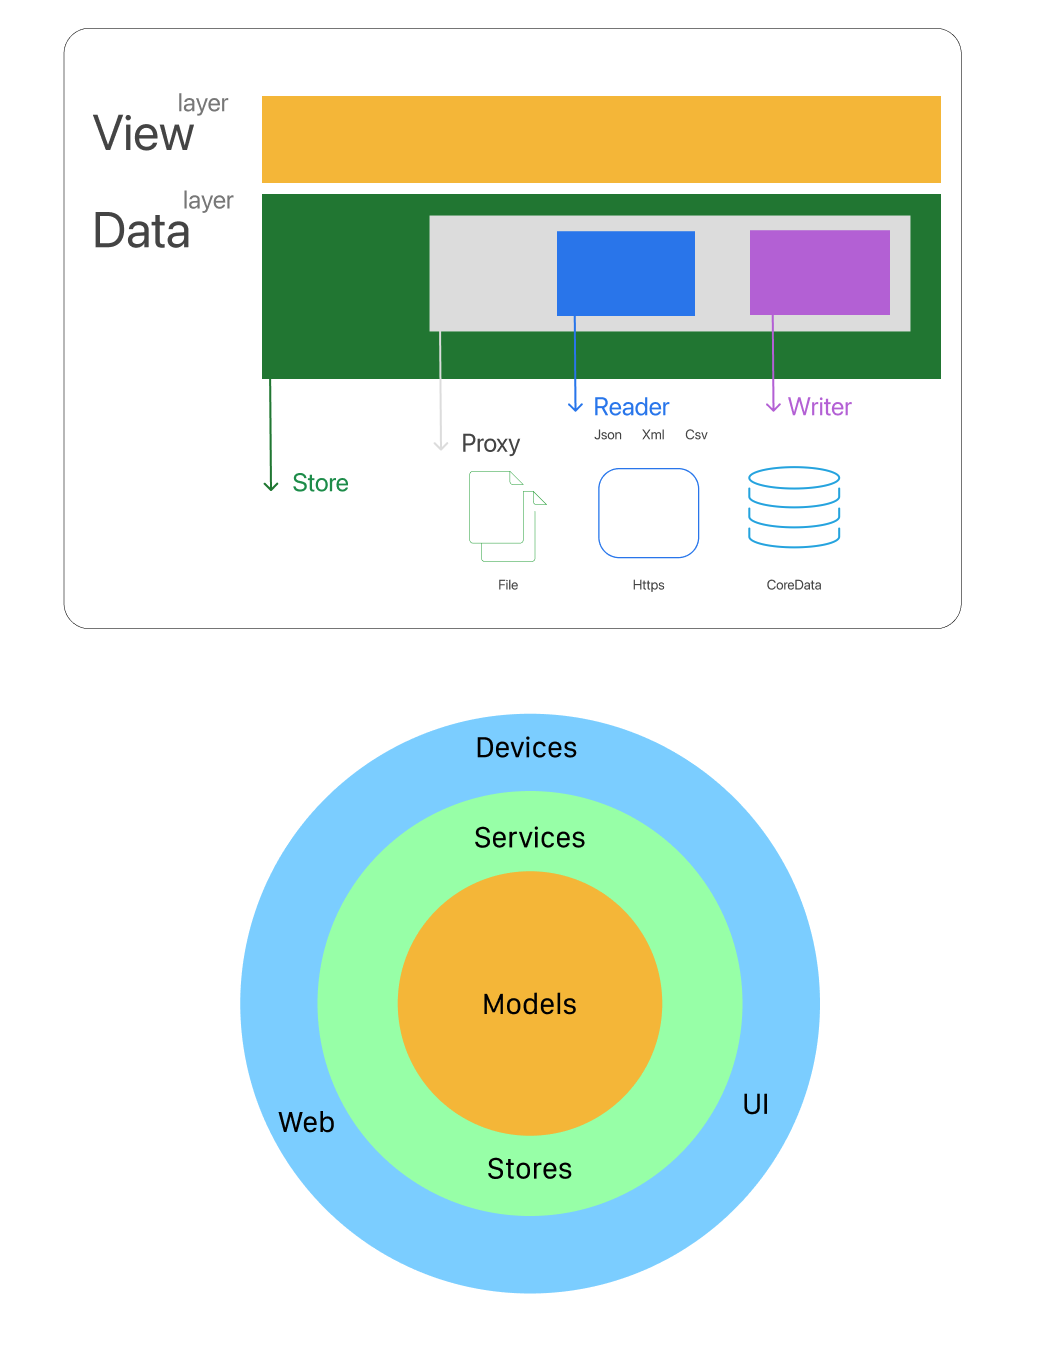 layer
View
layer
Data
Reader
Writer
Json Xml Csv
Proxy
Store
File
Https
CoreData
Devices
Services
Models
UI
Web
Stores